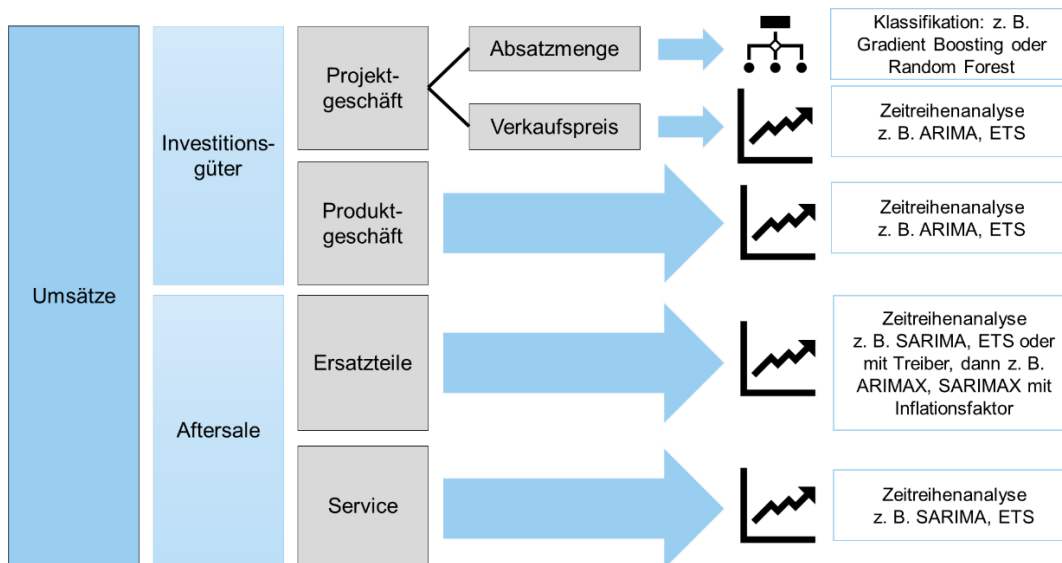 Umsätze
Investitions-
güter
Aftersale
Projekt-
geschäft
Produkt-
geschäft
Ersatzteile
Service
Absatzmenge
Verkaufspreis
Klassifikation: z. B.
Gradient Boosting oder
Random Forest
Zeitreihenanalyse
z. B. ARIMA, ETS
Zeitreihenanalyse
z. B. ARIMA, ETS
Zeitreihenanalyse
z. B. SARIMA, ETS oder
mit Treiber, dann z. B.
ARIMAX, SARIMAX mit
Inflationsfaktor
Zeitreihenanalyse
z. B. SARIMA, ETS